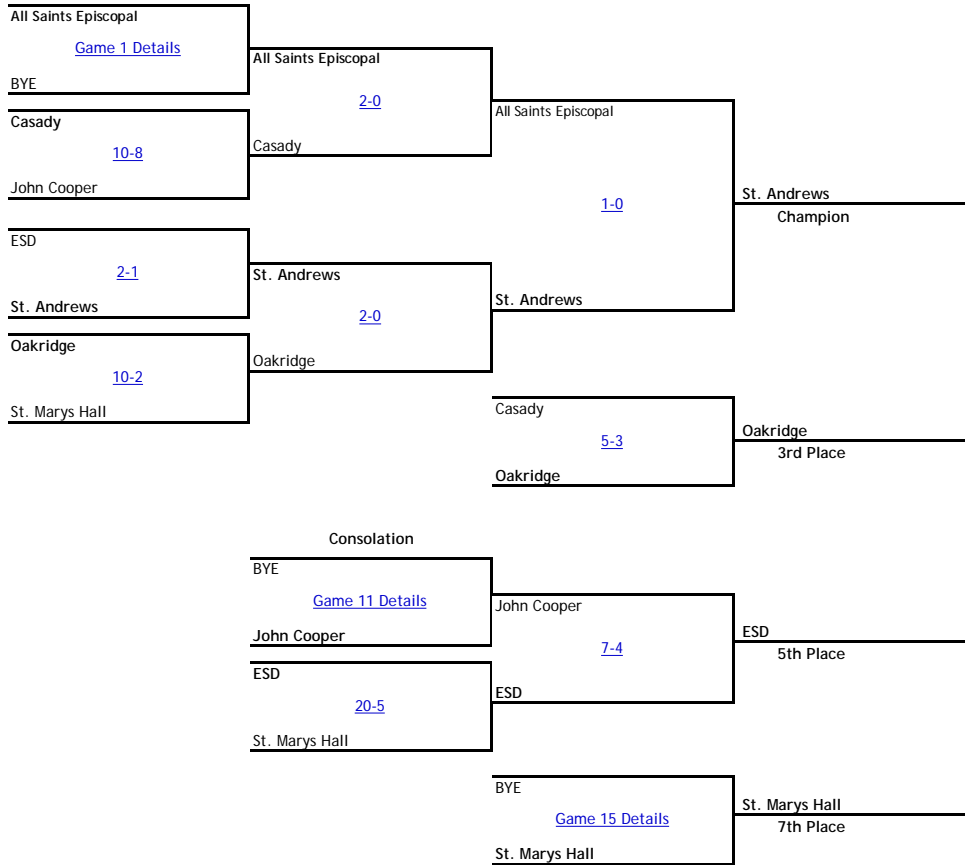 All Saints Episcopal
Game 1 Details
BYE
Casady
10-8
John Cooper
ESD
2-1
St. Andrews
Oakridge
10-2
St. Marys Hall
All Saints Episcopal
2-0
Casady
St. Andrews
2-0
Oakridge
All Saints Episcopal
1-0
St. Andrews
St. Andrews
Champion
Casady
5-3
Oakridge
Oakridge
3rd Place
Consolation
BYE
Game 11 Details
John Cooper
ESD
20-5
St. Marys Hall
John Cooper
7-4
ESD
ESD
5th Place
BYE
Game 15 Details
St. Marys Hall
St. Marys Hall
7th Place